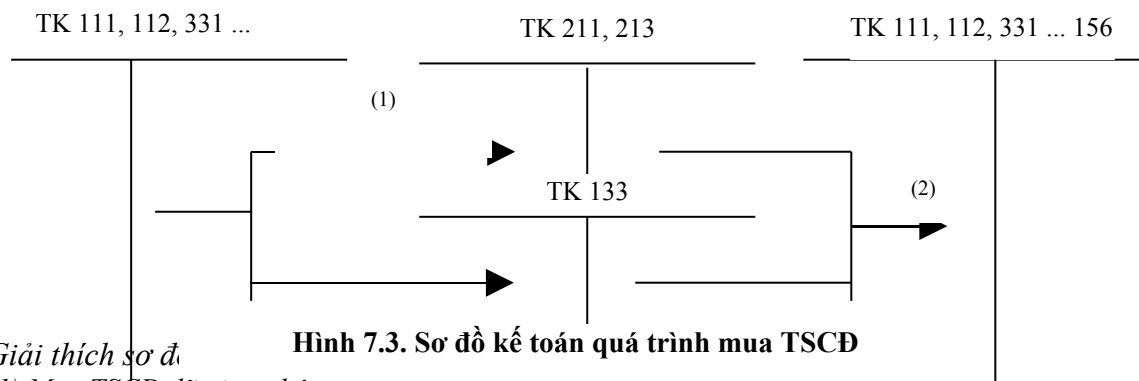 TK 111, 112, 331 ...
TK 211, 213
TK 111, 112, 331 ... 156
(1)
TK 133
(2)
Hình 7.3. Sơ đồ kế toán quá trình mua TSCĐ
Giải thích sơ